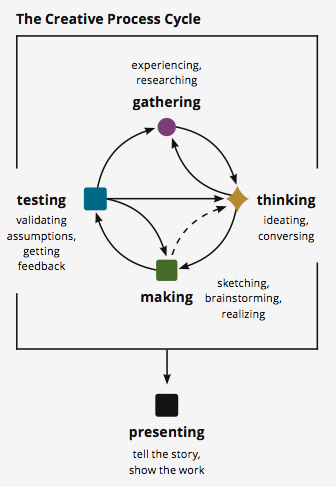 The Creative Process Cycle
experiencing,
researching
gathering
testing
validating
assumptions,
getting
feedback
thinking
ideating,
conversing
making
sketching,
brainstorming,
realizing
presenting
tell the story,
show the work